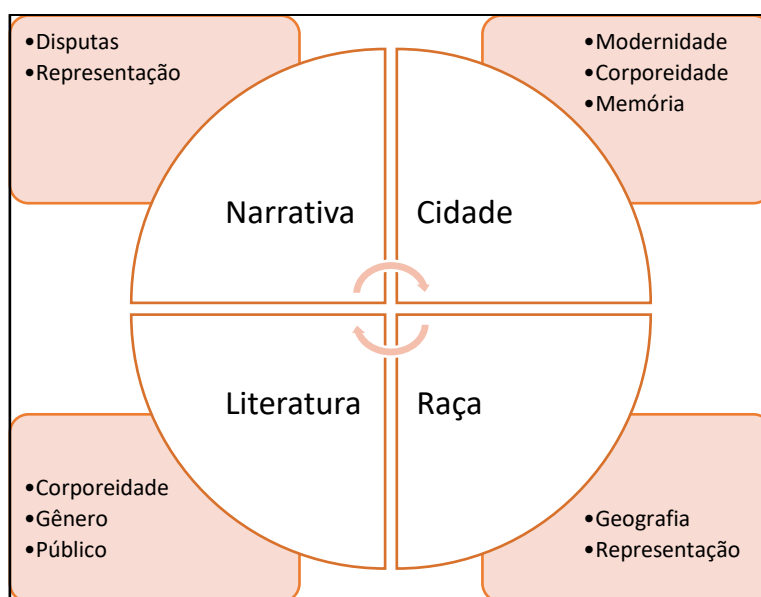 •Disputas
•Representação
•Modernidade
•Corporeidade
•Memória
Narrativa
Cidade
Literatura
Raça
•Corporeidade
•Gênero
•Público
•Geografia
•Representação